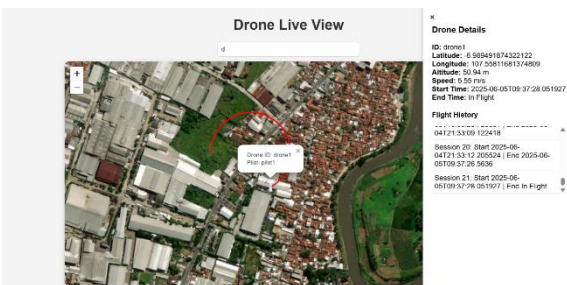 Drone Live View
d
+
−
Drone ID: drone1
Pilot: pilot1
×
×
Drone Details
ID: drone1
Latitude: -6.989491874322122
Longitude: 107.55811681374809
Altitude: 50.94 m
Speed: 5.55 m/s
Start Time: 2025-06-05T09:37:28.051927
End Time: In Flight
Flight History
04T21:33:09 122418
Session 20: Start 2025-06-
04T21:33:12 205524 | End 2025-06-
05T09:37:26 5636
Session 21: Start 2025-06-
05T09:37:28 051927 | End In Flight